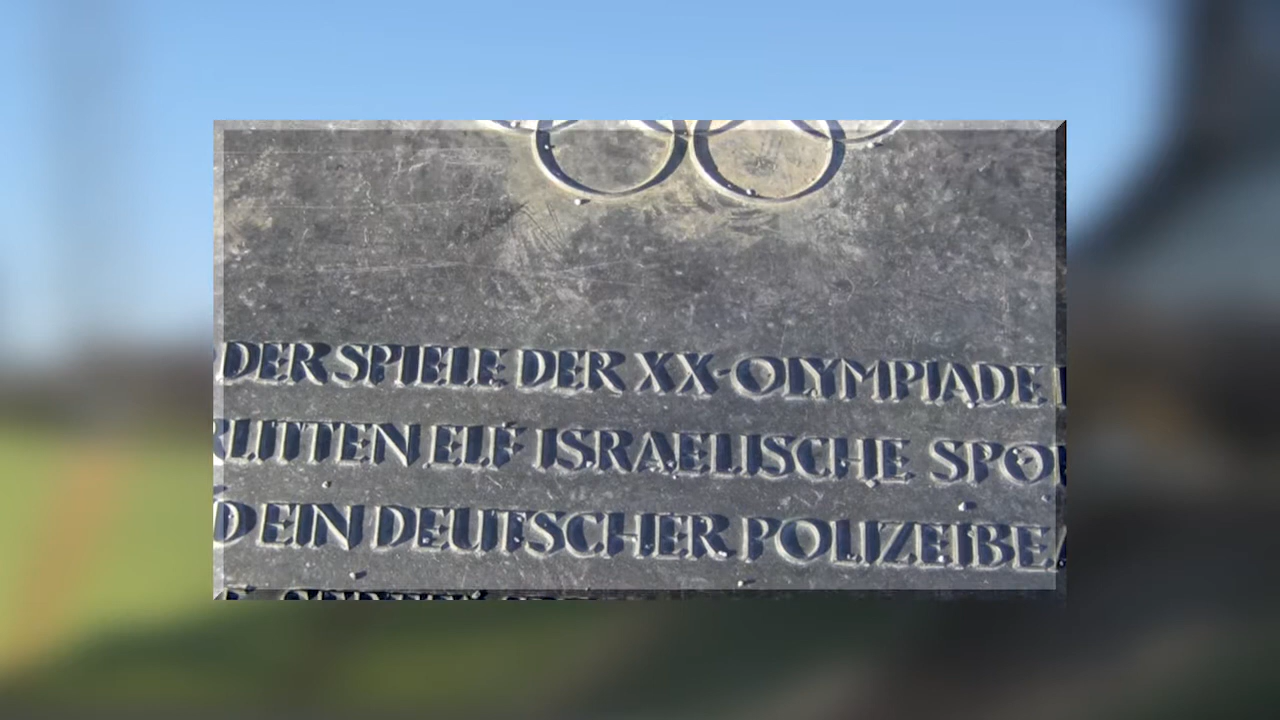 DER SPIELE DER XX·OLYMPIADE
LITTEN ELF ISRAELISCHE SPO
D EIN DEUTSCHER POLIZEIBE